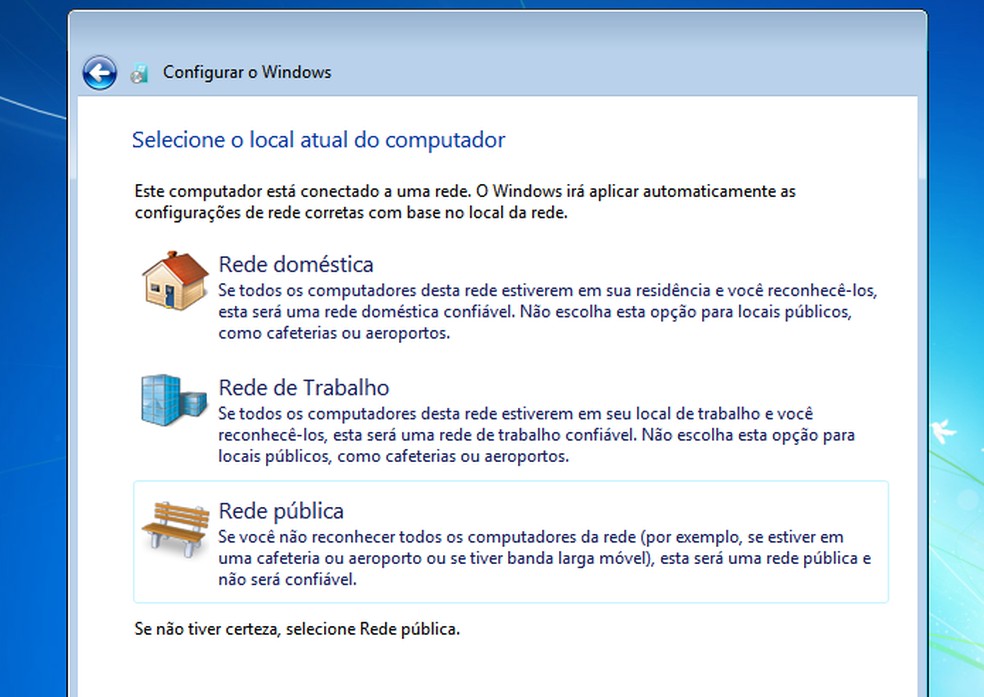 Configurar o Windows
Selecione o local atual do computador
Este computador está conectado a uma rede. O Windows irá aplicar automaticamente as
configurações de rede corretas com base no local da rede.
Rede doméstica
Se todos os computadores desta rede estiverem em sua residência e você reconhecê-los,
esta será uma rede doméstica confiável. Não escolha esta opção para locais públicos,
como cafeterias ou aeroportos.
Rede de Trabalho
Se todos os computadores desta rede estiverem em seu local de trabalho e você
reconhecê-los, esta será uma rede de trabalho confiável. Não escolha esta opção para
locais públicos, como cafeterias ou aeroportos.
Rede pública
Se você não reconhecer todos os computadores da rede (por exemplo, se estiver em
uma cafeteria ou aeroporto ou se tiver banda larga móvel), esta será uma rede pública e
não será confiável.
Se não tiver certeza, selecione Rede pública.